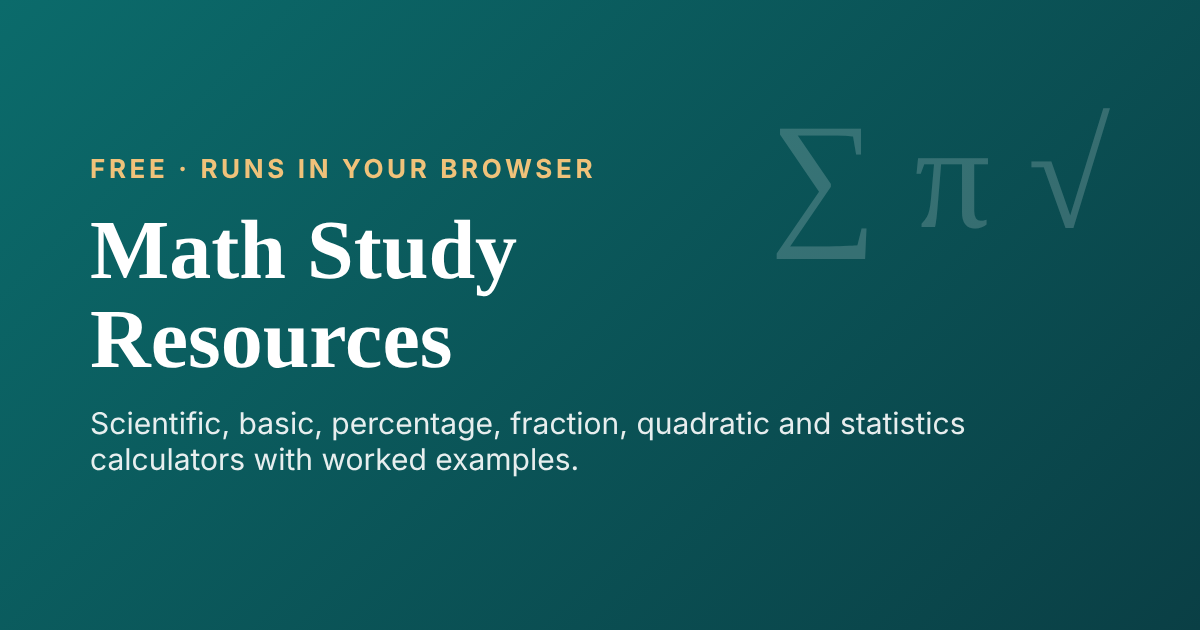 FREE · RUNS IN YOUR BROWSER
∑ π √
Math Study
Resources
Scientific, basic, percentage, fraction, quadratic and statistics
calculators with worked examples.